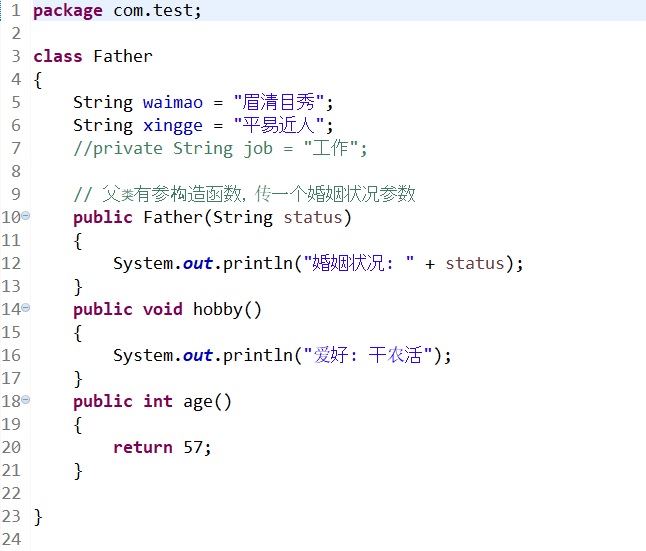 1 package com.test;
2
3 class Father
4 {
5     String waimao = "眉清目秀";
6     String xingge = "平易近人";
7     //private String job = "工作";
8
9     // 父类有参构造函数, 传一个婚姻状况参数
10     public Father(String status)
11     {
12         System.out.println("婚姻状况: " + status);
13     }
14     public void hobby()
15     {
16         System.out.println("爱好: 干农活");
17     }
18     public int age()
19     {
20         return 57;
21     }
22
23 }
24